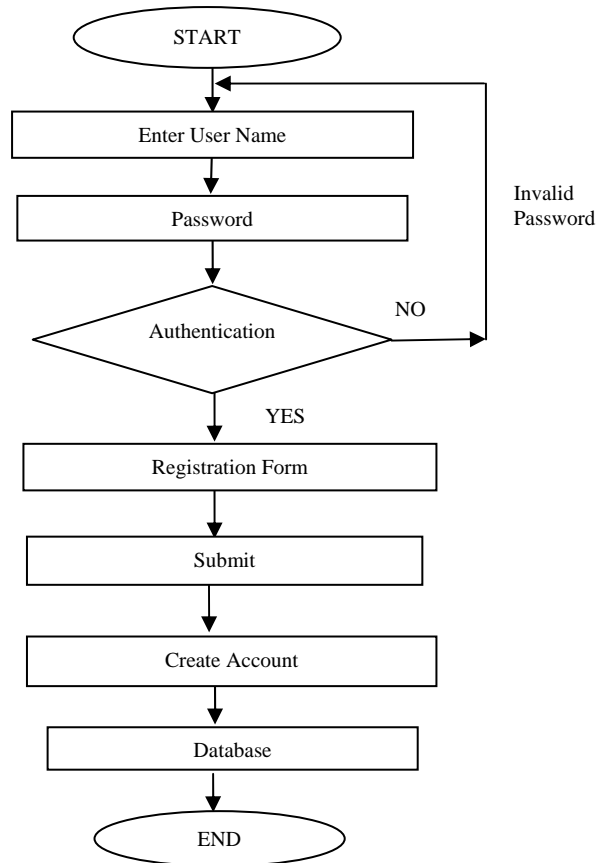 START
Enter User Name
Invalid
Password
Password
NO
Authentication
YES
Registration Form
Submit
Create Account
Database
END